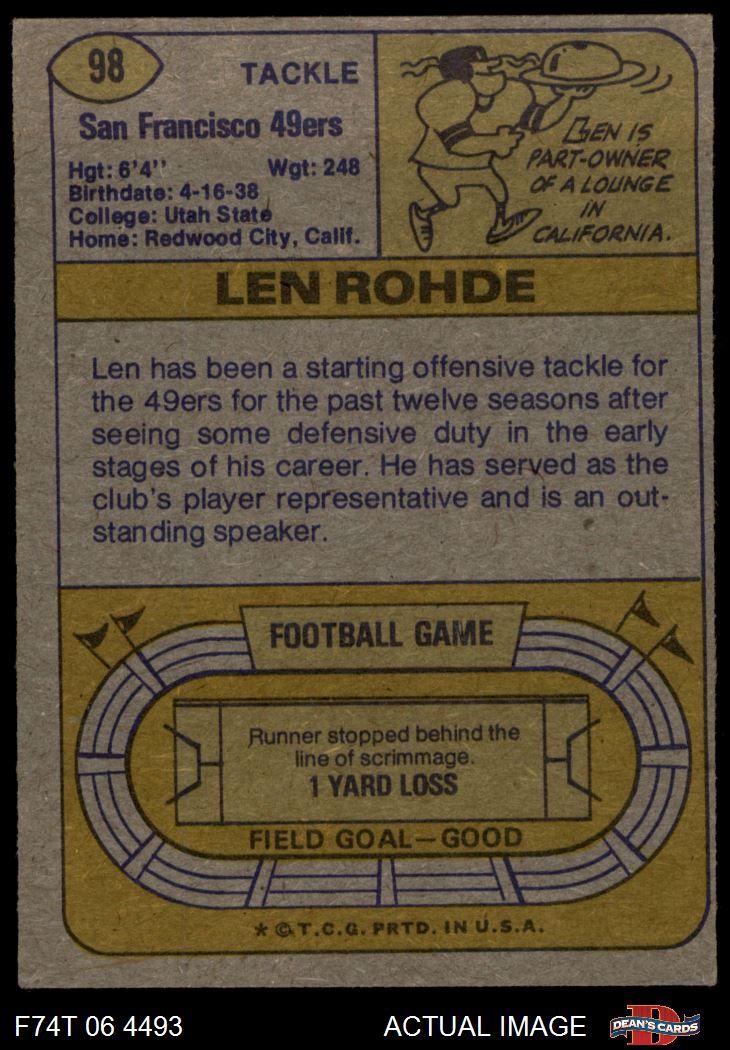 98
TACKLE
San Francisco 49ers
Hgt: 6'4'' Wgt: 248
Birthdate: 4-16-38
College: Utah State
Home: Redwood City, Calif.
LEN IS
PART-OWNER
OF A LOUNGE
IN
CALIFORNIA.
LEN ROHDE
Len has been a starting offensive tackle for
the 49ers for the past twelve seasons after
seeing some defensive duty in the early
stages of his career. He has served as the
club's player representative and is an out-
standing speaker.
FOOTBALL GAME
Runner stopped behind the
line of scrimmage.
1 YARD LOSS
FIELD GOAL—GOOD
* © T.C.G. PRTD. IN U.S.A.
F74T 06 4493
ACTUAL IMAGE
D
DEAN'S CARDS